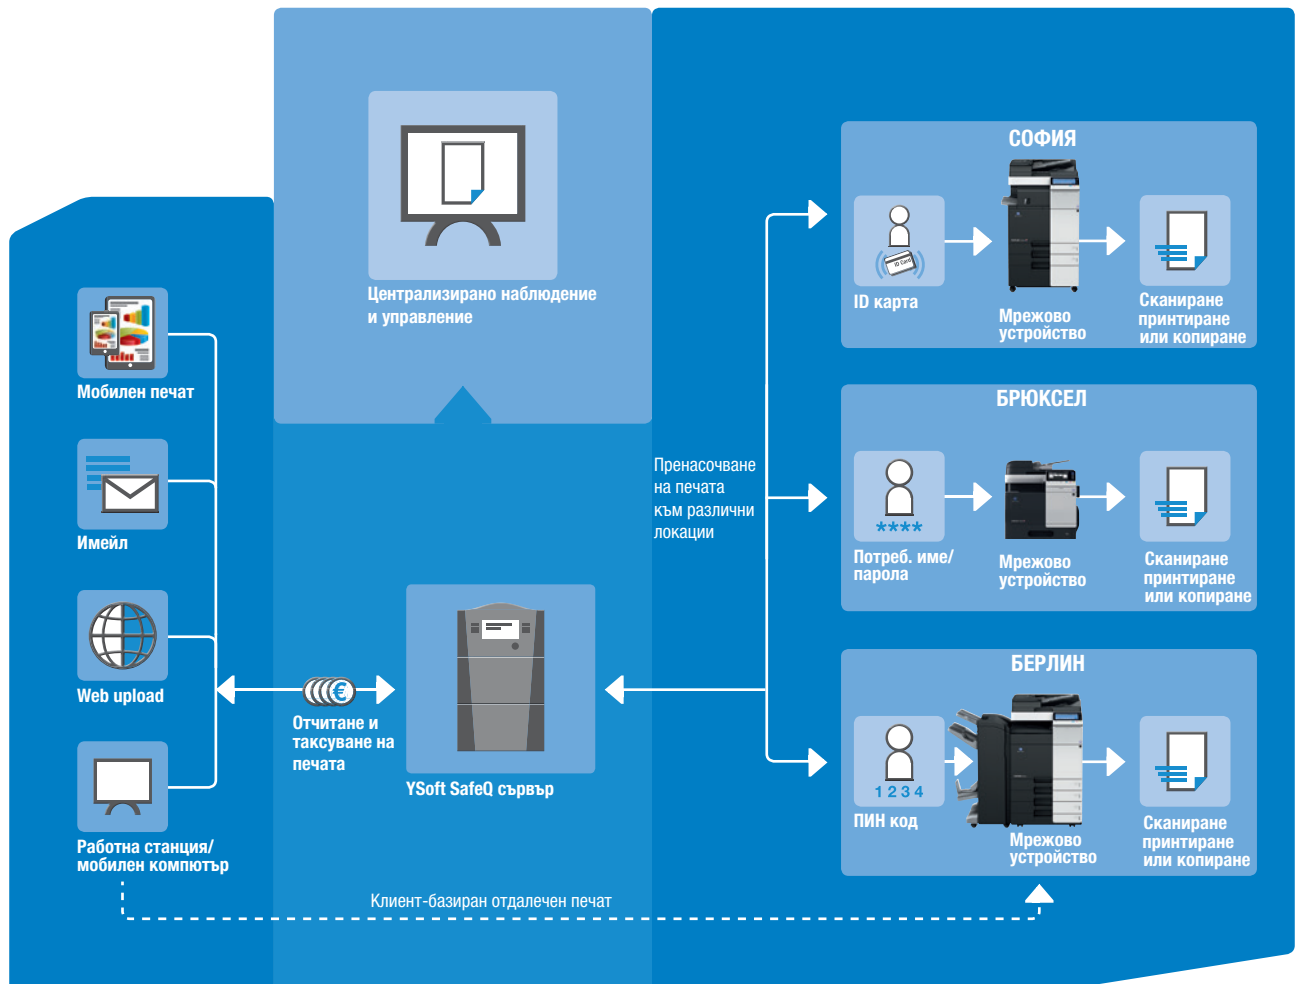 Централизирано наблюдение
и управление
Мобилен печат
Имейл
Web upload
Работна станция/
мобилен компютър
€
Отчитане и
таксуване на
печата
YSoft SafeQ сървър
Клиент-базиран отдалечен печат
Пренасочване
на печата
към различни
локации
СОФИЯ
ID Card
ID карта
Мрежово
устройство
Сканиране
принтиране
или копиране
БРЮКСЕЛ
****
Потреб. име/
парола
Мрежово
устройство
Сканиране
принтиране
или копиране
БЕРЛИН
1 2 3 4
ПИН код
Мрежово
устройство
Сканиране
принтиране
или копиране